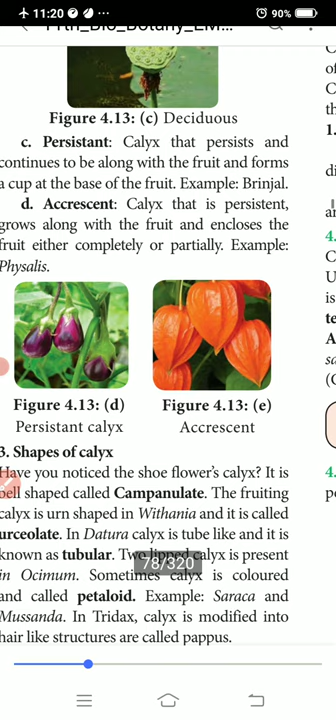 11:20
90%
Figure 4.13: (c) Deciduous
c. Persistant: Calyx that persists and
continues to be along with the fruit and forms
a cup at the base of the fruit. Example: Brinjal.
d. Accrescent: Calyx that is persistent,
grows along with the fruit and encloses the
fruit either completely or partially. Example:
Physalis.
Figure 4.13: (d)
Persistant calyx
Figure 4.13: (e)
Accrescent
3. Shapes of calyx
Have you noticed the shoe flower's calyx? It is
bell shaped called Campanulate. The fruiting
calyx is urn shaped in Withania and it is called
urceolate. In Datura calyx is tube like and it is
known as tubular. Two lipped calyx is present
in Ocimum. Sometimes calyx is coloured
and called petaloid. Example: Saraca and
Mussanda. In Tridax, calyx is modified into
hair like structures are called pappus.
78/320